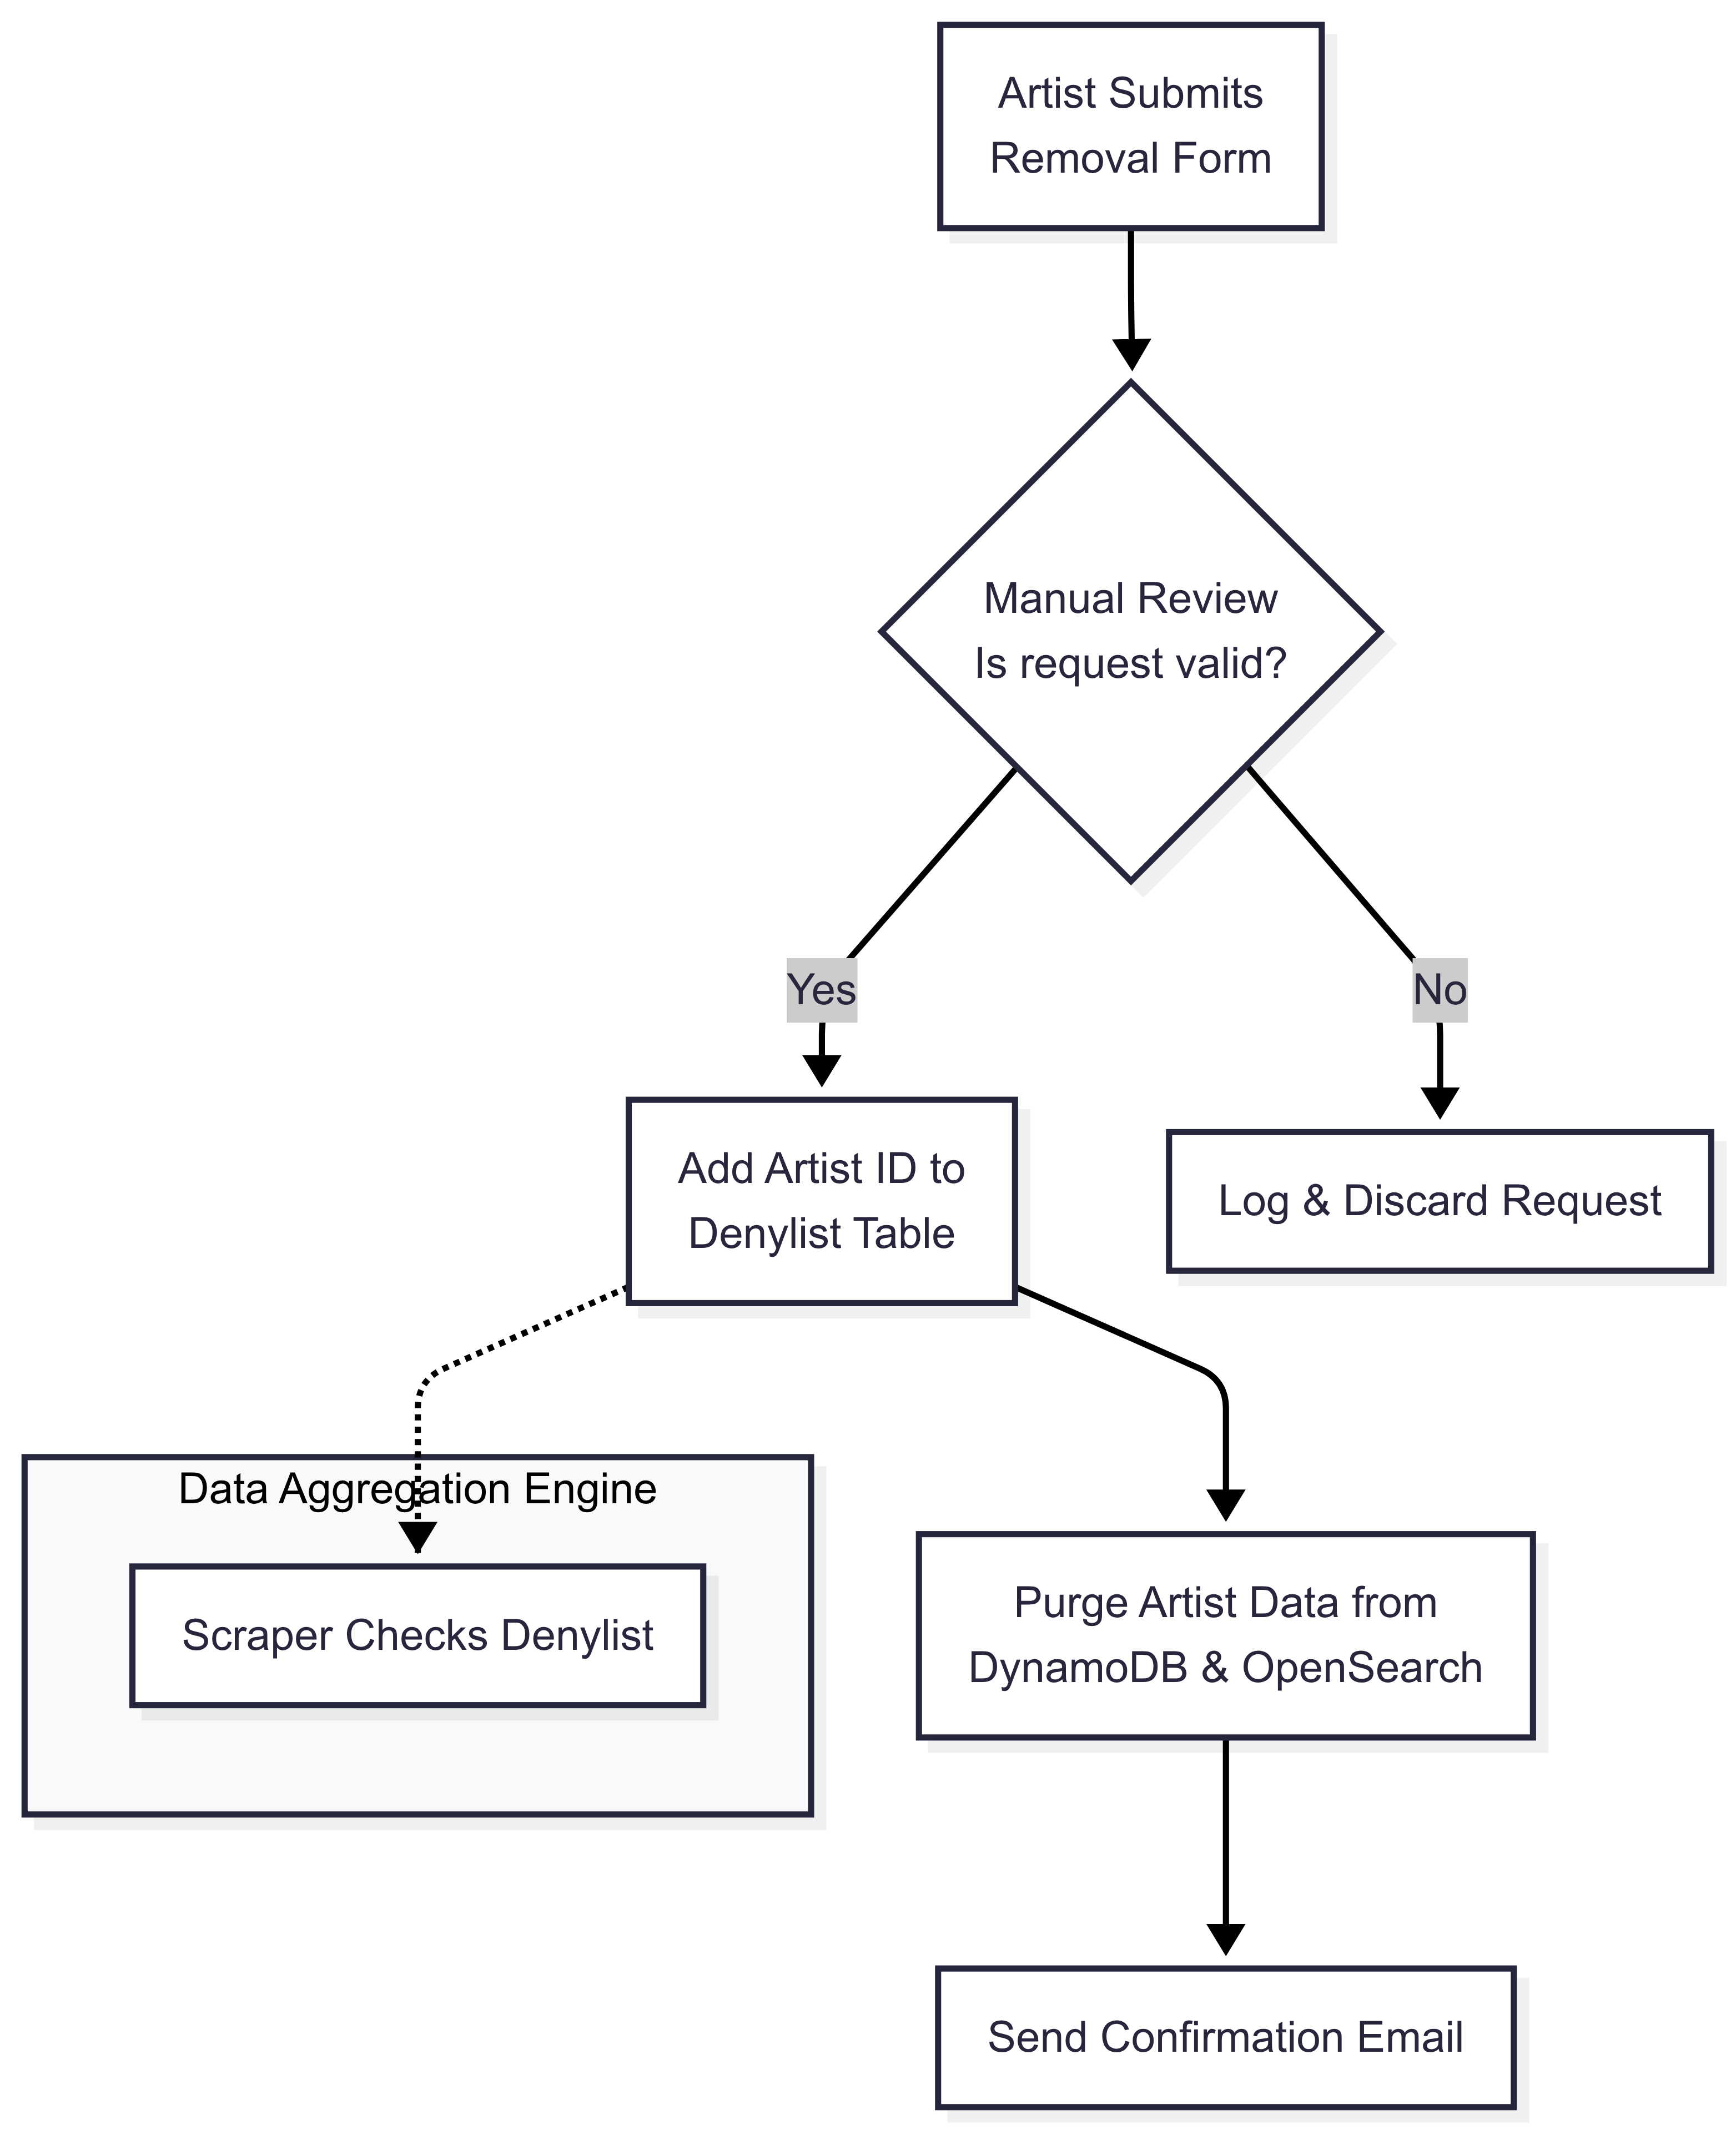 Artist Submits
Removal Form
Manual Review
Is request valid?
Yes
No
Add Artist ID to
Denylist Table
Log & Discard Request
Data Aggregation Engine
Scraper Checks Denylist
Purge Artist Data from
DynamoDB & OpenSearch
Send Confirmation Email